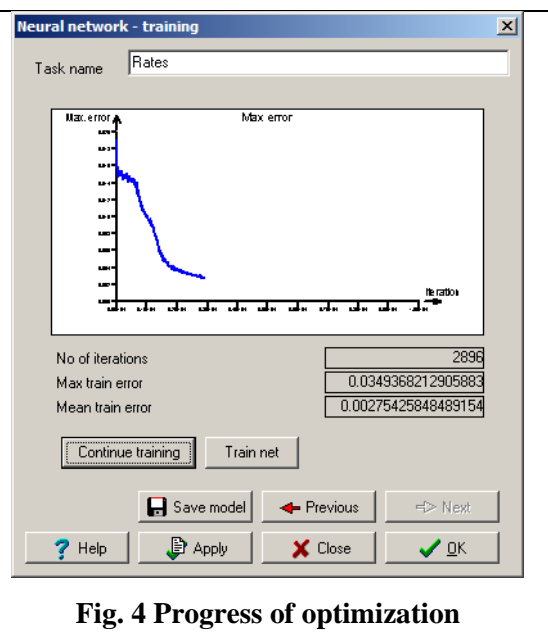 Neural network - training
Task name Rates
Max. error Max error
Iteration
No of iterations 2896
Max train error 0.0349368212905883
Mean train error 0.00275425848489154
Continue training Train net
Save model Previous Next
Help Apply Close OK
Fig. 4 Progress of optimization